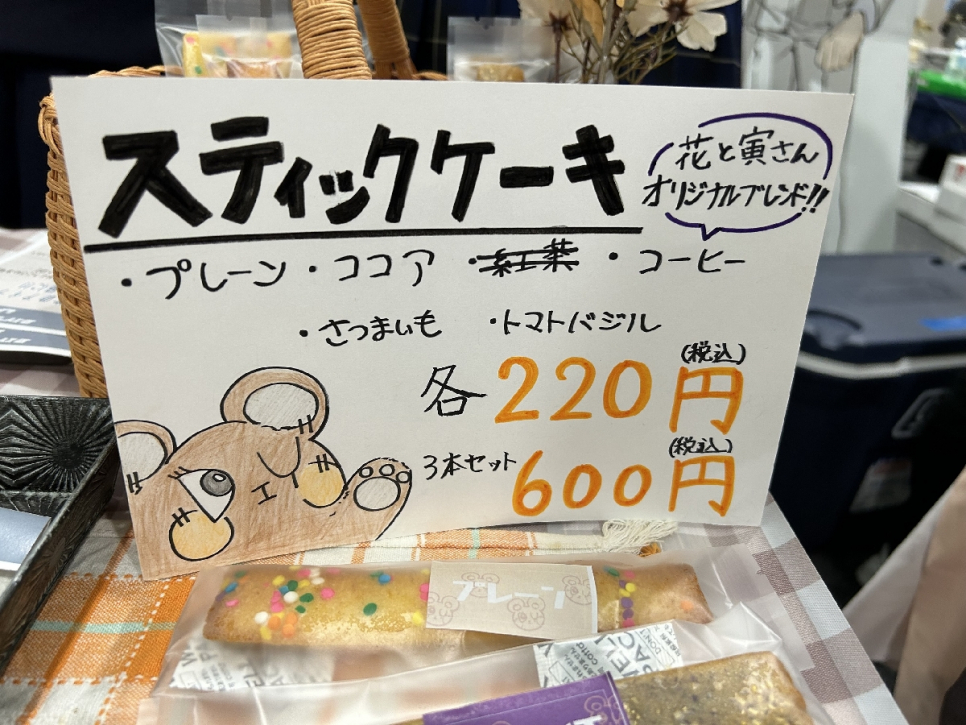 スティックケーキ
花と寅さん
オリジナルブレンド!!
・プレーン・ココア ・紅葉 ・コーヒー
・さつまいも ・トマトバジル
各220円(税込)
3本セット600円(税込)
プレーン